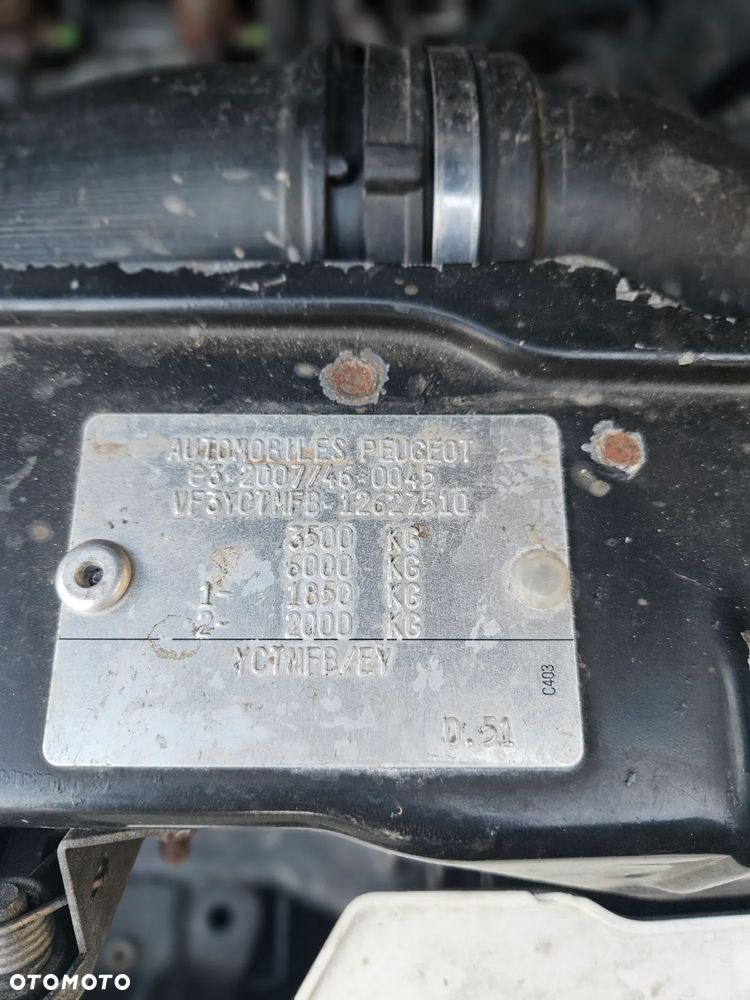 AUTOMOBILES PEUGEOT
e3*2007/46*0045
VF3YCTMFB-12627510
3500 KG
6000 KG
1- 1850 KG
2- 2000 KG
YCTMFB/EY
C403
D.51
OTOMOTO